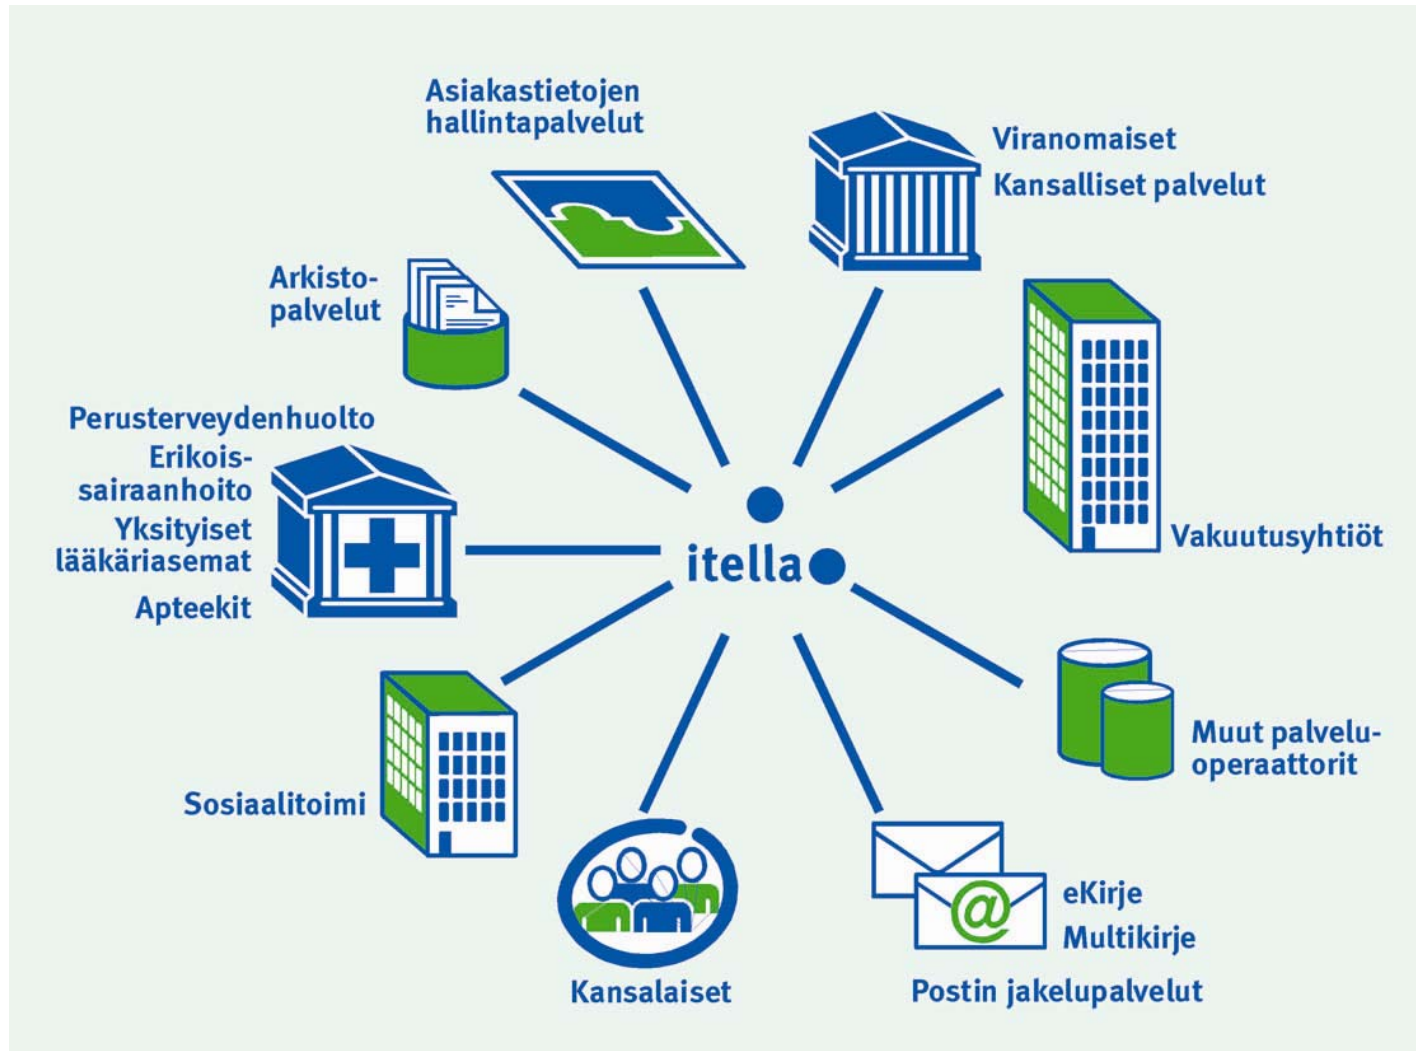 Asiakastietojen
hallintapalvelut
Viranomaiset
Kansalliset palvelut
Arkisto-
palvelut
Perusterveydenhuolto
Erikois-
sairaanhoito
Yksityiset
lääkäriasemat
Apteekit
itella
Vakuutusyhtiöt
Muut palvelu-
operaattorit
Sosiaalitoimi
Kansalaiset
@
eKirje
Multikirje
Postin jakelupalvelut